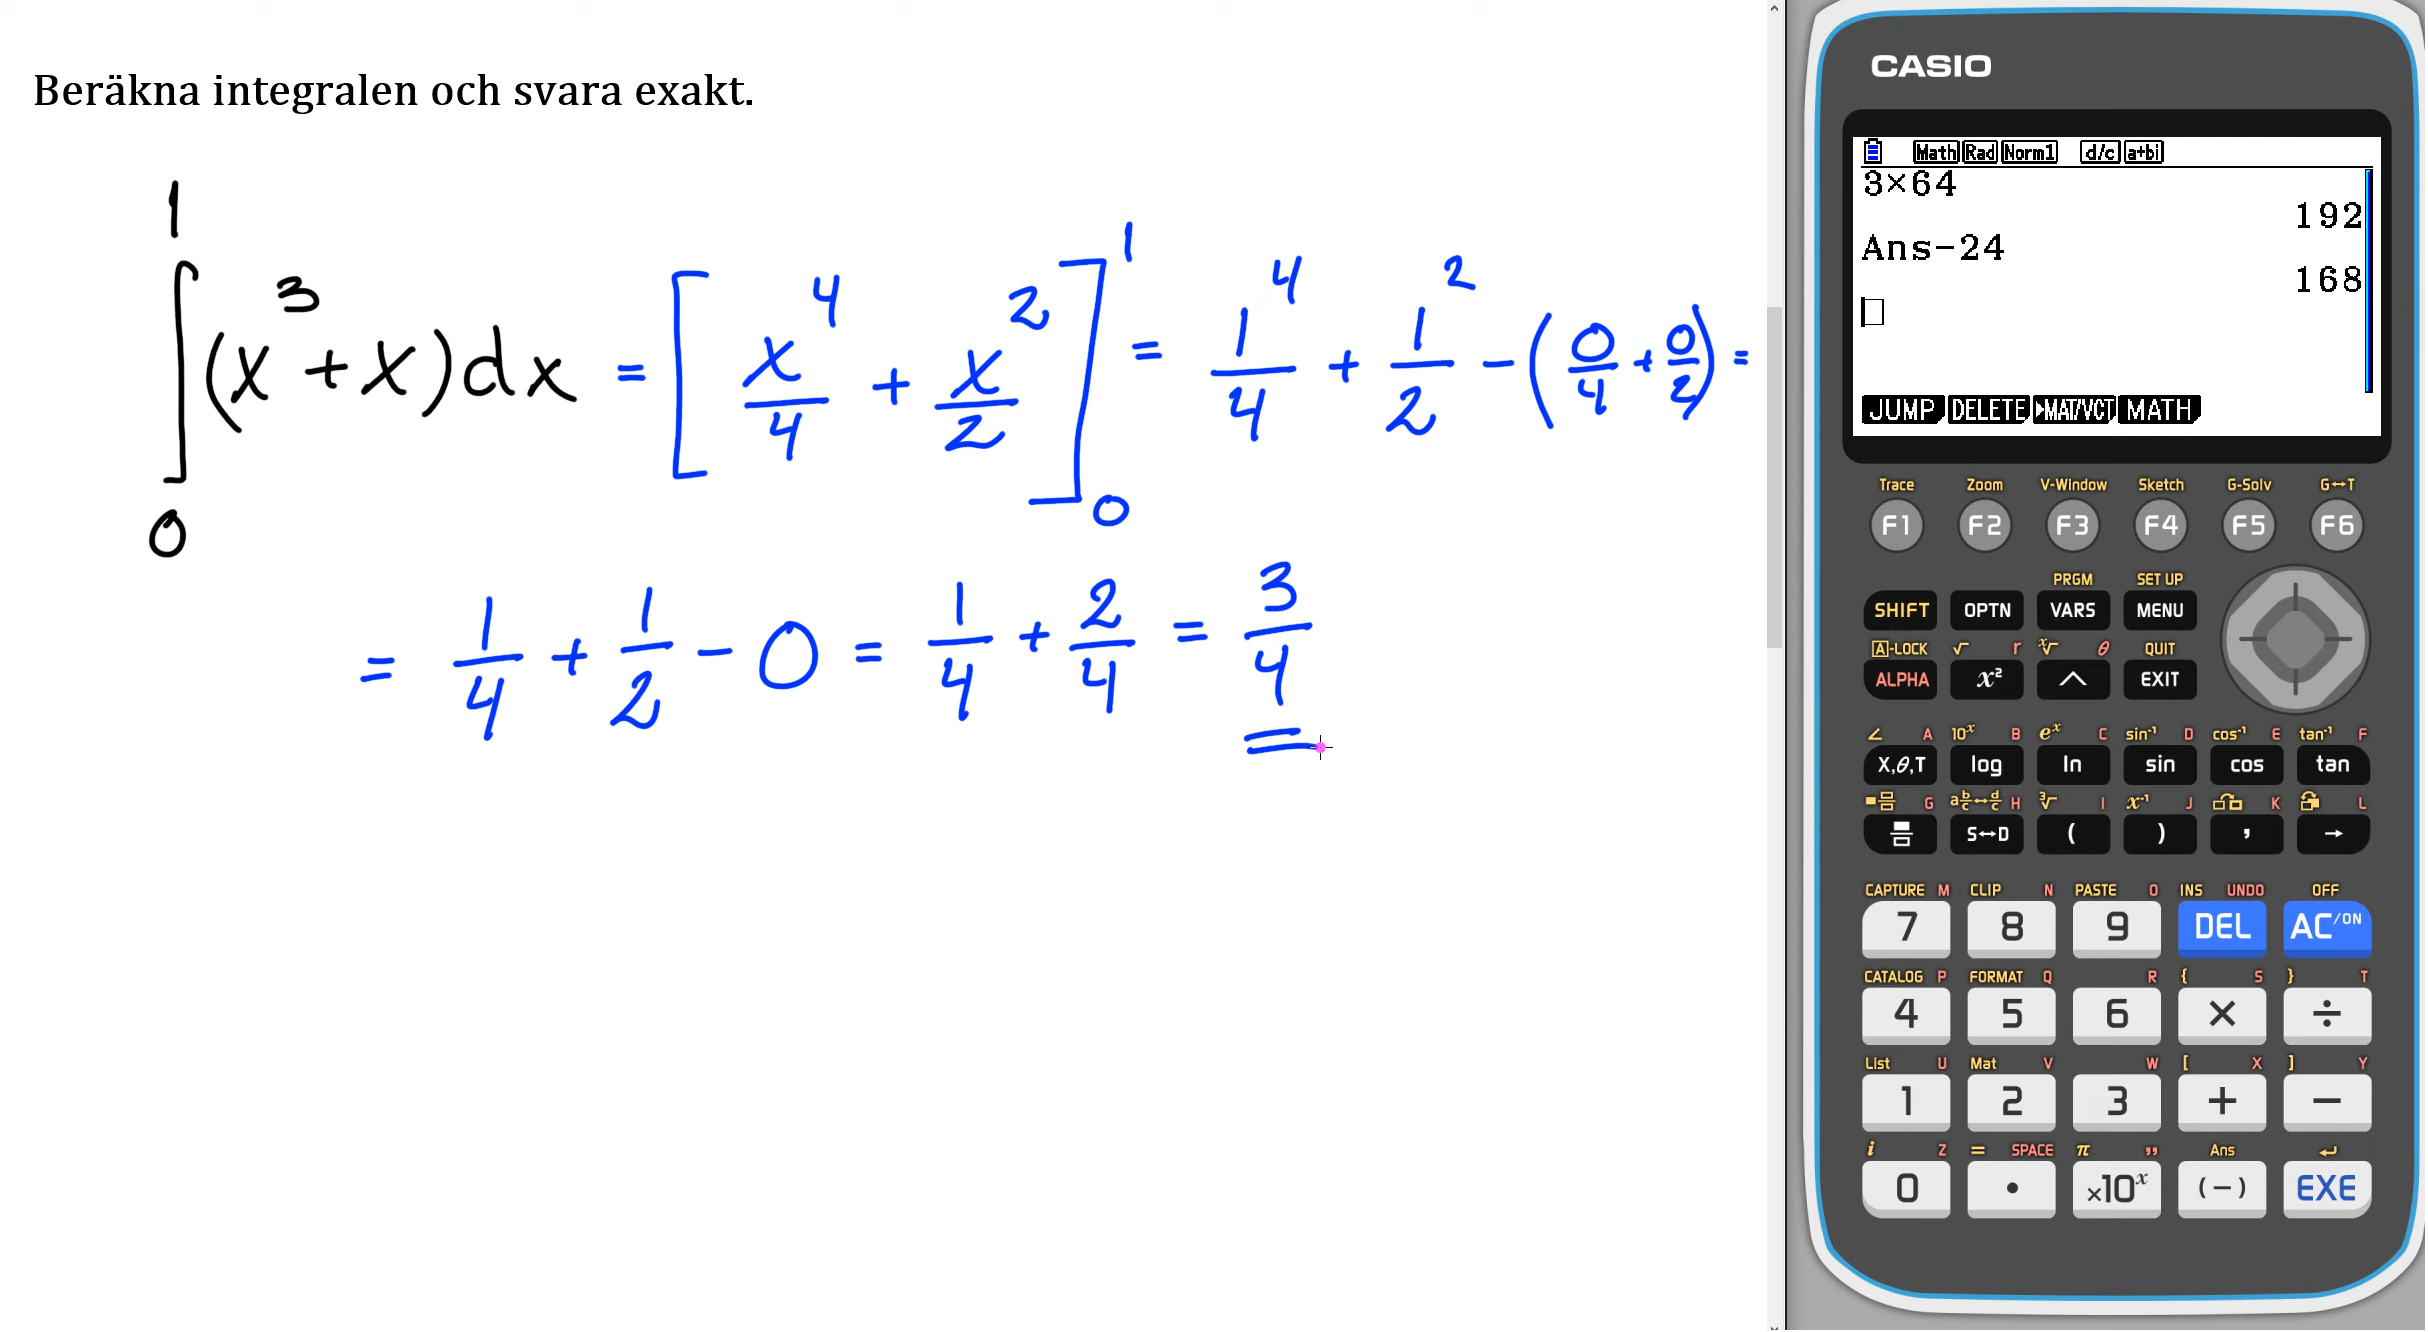 Beräkna integralen och svara exakt.
∫₀¹ (x³ + x) dx = [x⁴/4 + x²/2]₀¹ = 1⁴/4 + 1²/2 − (0/4 + 0/2) =
= 1/4 + 1/2 − 0 = 1/4 + 2/4 = 3/4
CASIO
Math Rad Norm1 d/c a+bi
3×64
192
Ans−24
168
JUMP DELETE ▶MAT/VCT MATH
Trace Zoom V-Window Sketch G-Solv G↔T
F1 F2 F3 F4 F5 F6
PRGM SET UP
SHIFT OPTN VARS MENU
A-LOCK √ r ˣ√ θ QUIT
ALPHA x² ^ EXIT
∠ A 10ˣ B eˣ C sin⁻¹ D cos⁻¹ E tan⁻¹ F
X,θ,T log ln sin cos tan
G a b/c↔d/c H ³√ I x⁻¹ J K L
S↔D ( ) , →
CAPTURE M CLIP N PASTE O INS UNDO OFF
7 8 9 DEL AC/ON
CATALOG P FORMAT Q R { S } T
4 5 6 × ÷
List U Mat V W [ X ] Y
1 2 3 + −
i Z = SPACE π ” Ans ↵
0 • ×10ˣ (−) EXE